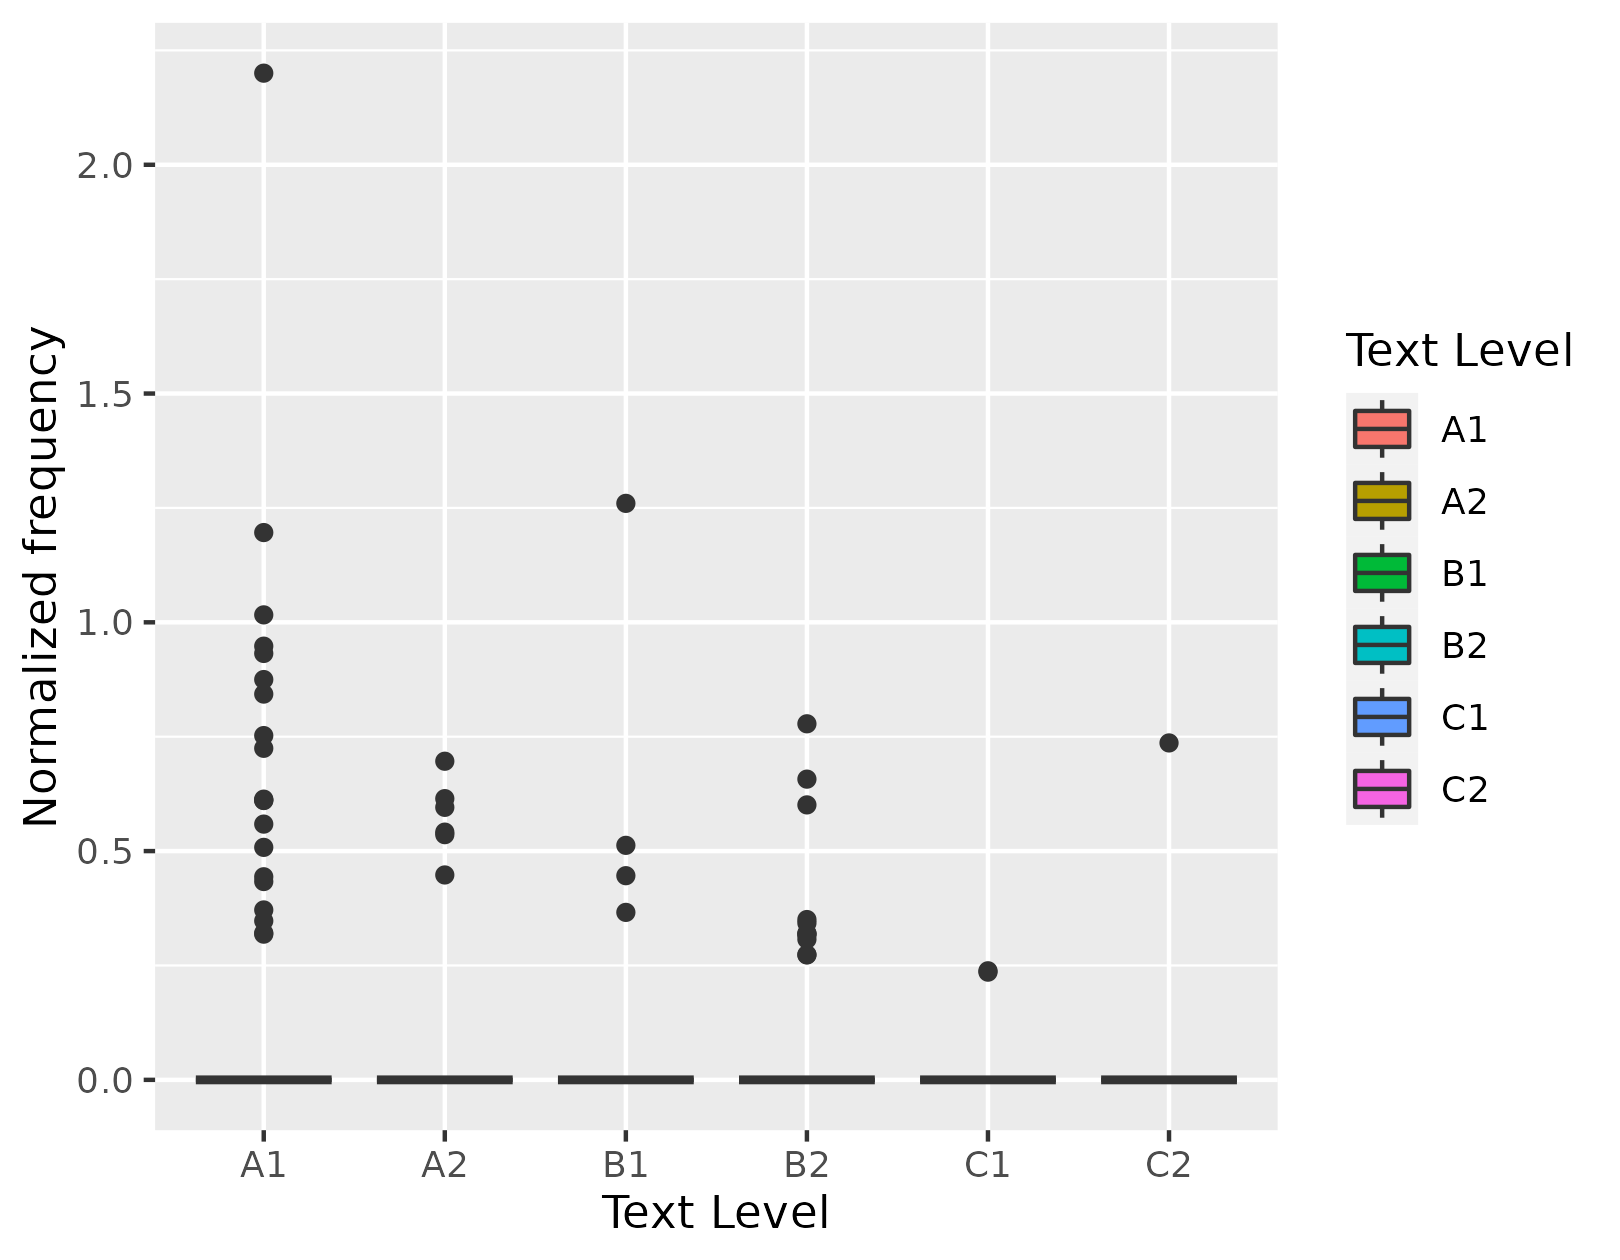 Normalized frequency
2.0
1.5
1.0
0.5
0.0
A1 A2 B1 B2 C1 C2
Text Level
Text Level
A1
A2
B1
B2
C1
C2